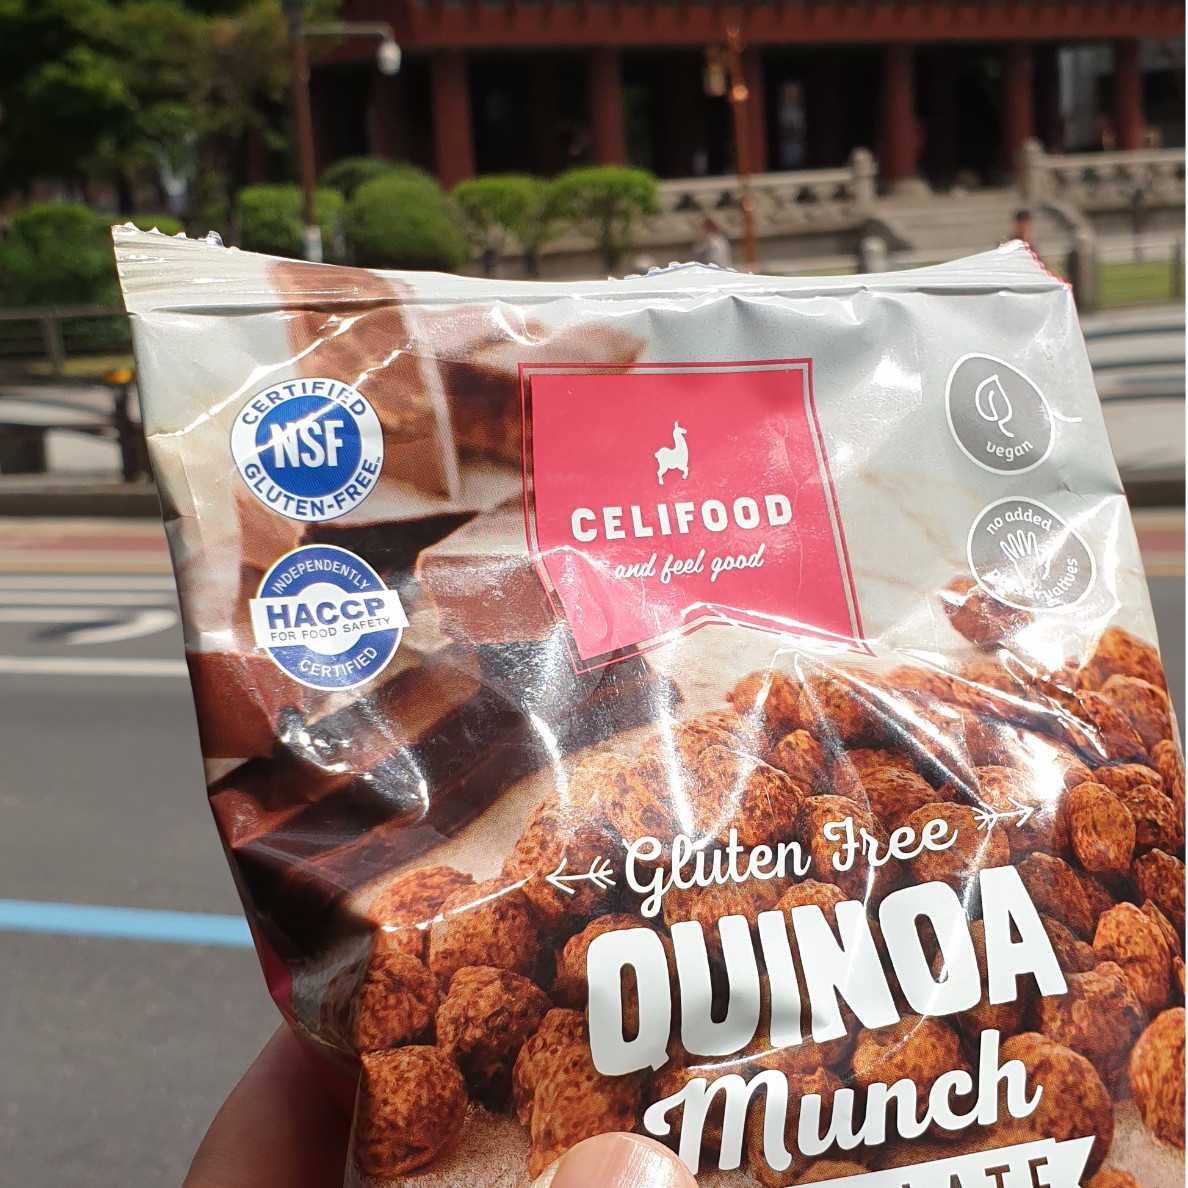 CERTIFIED
NSF
GLUTEN-FREE
INDEPENDENTLY
HACCP
FOR FOOD SAFETY
CERTIFIED
CELIFOOD
and feel good
vegan
no added
Gluten Free
QUINOA
Munch